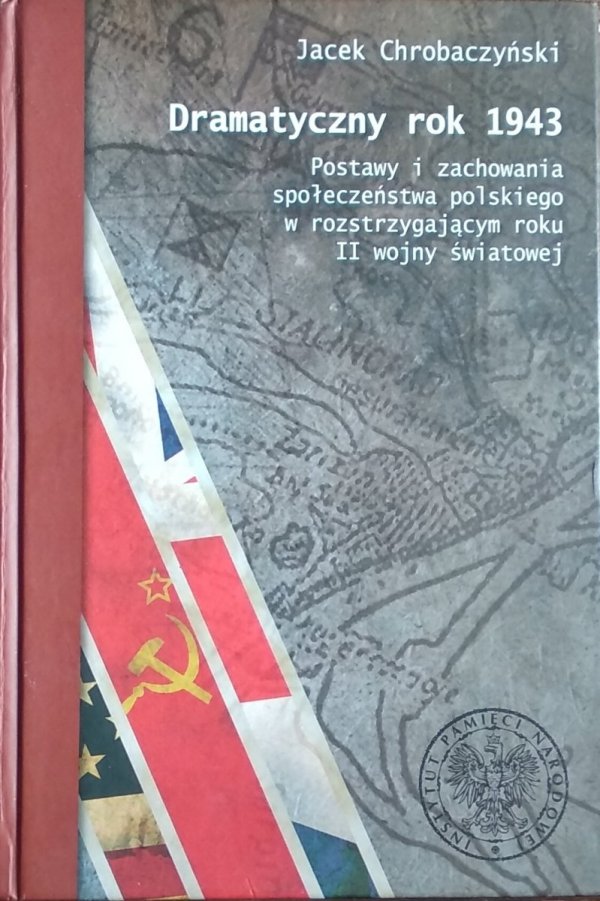 Jacek Chrobaczyński
Dramatyczny rok 1943
Postawy i zachowania
społeczeństwa polskiego
w rozstrzygającym roku
II wojny światowej
INSTYTUT PAMIĘCI NARODOWEJ